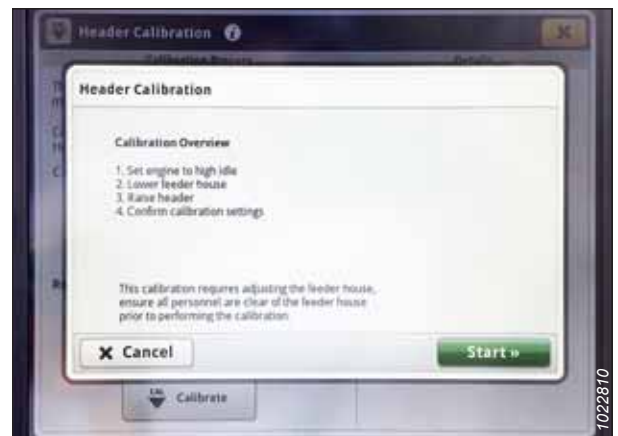 Header Calibration
Header Calibration
Calibration Overview
1. Set engine to high idle
2. Lower feeder house
3. Raise header
4. Confirm calibration settings
This calibration requires adjusting the feeder house,
ensure all personnel are clear of the feeder house
prior to performing the calibration
Cancel
Start »
Calibrate
1022810